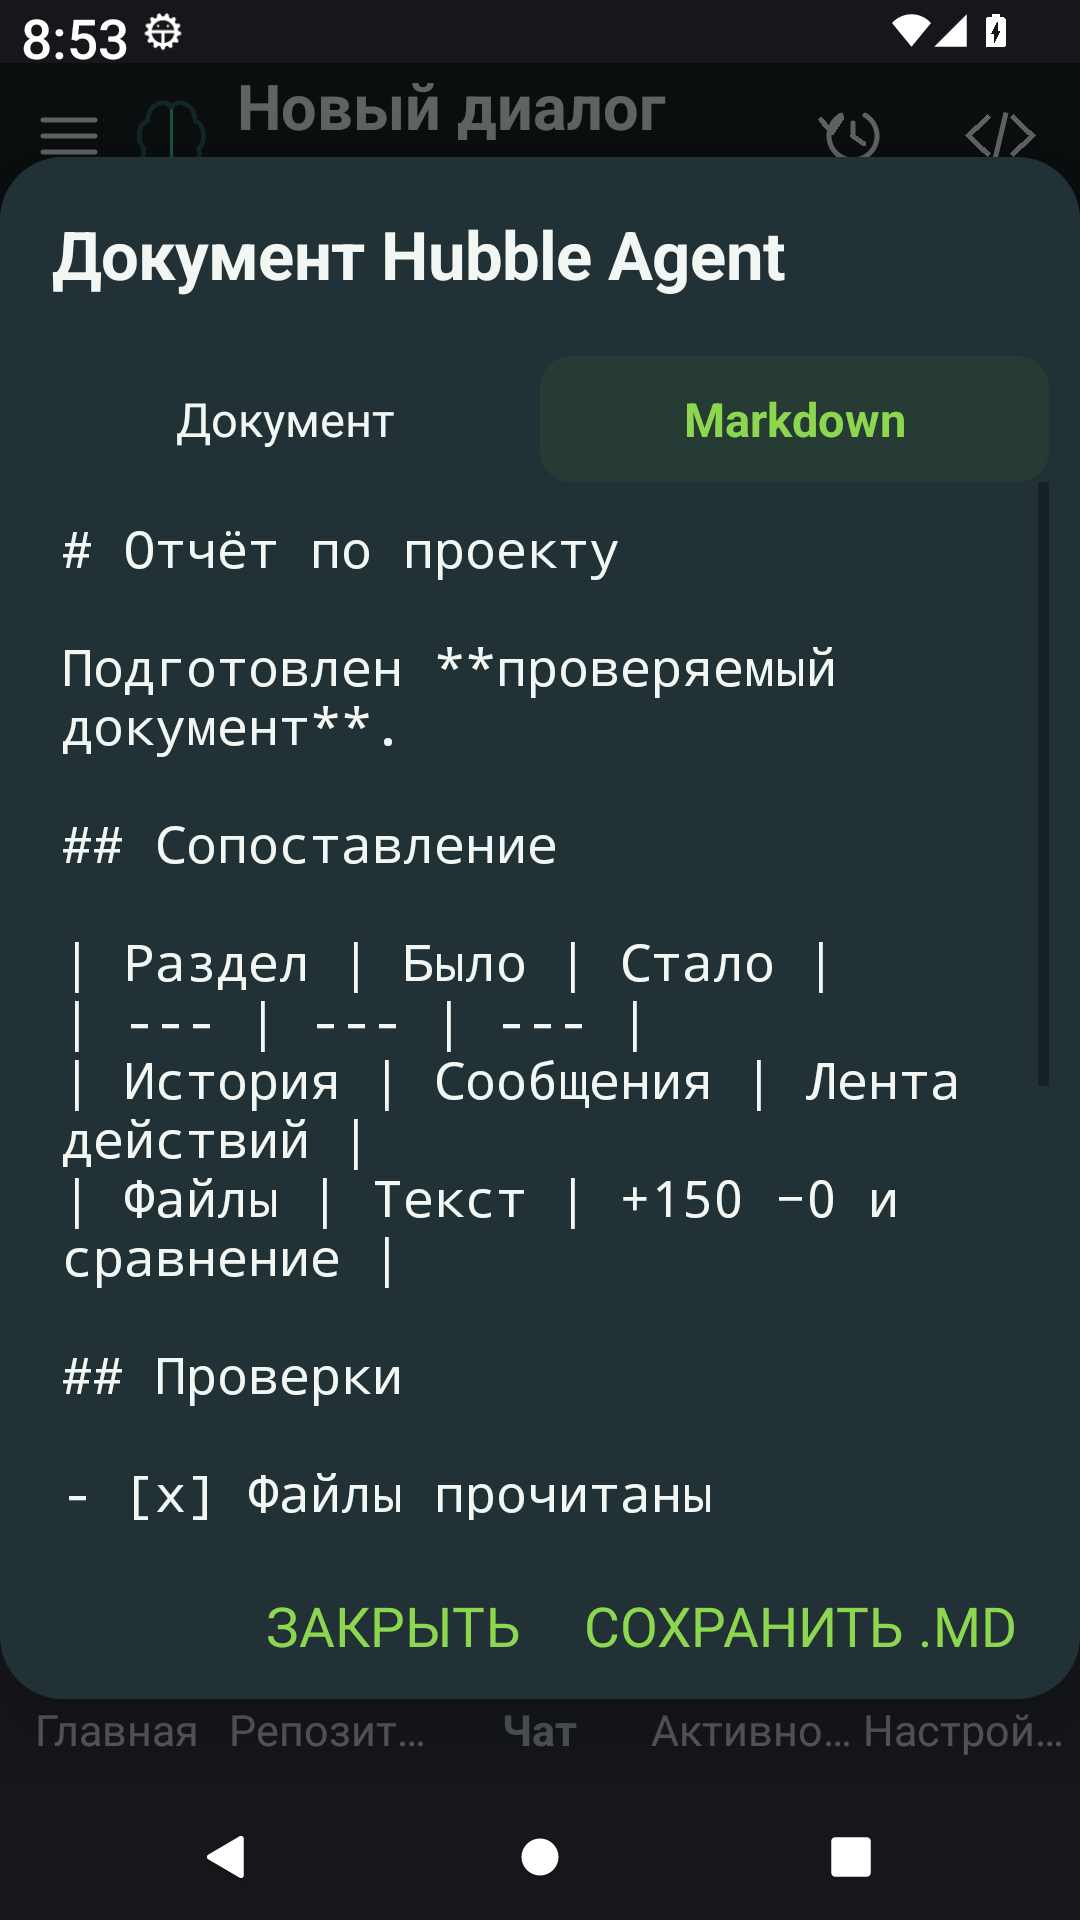 8:53
Новый диалог
Документ Hubble Agent
Документ
Markdown
# Отчёт по проекту
Подготовлен **проверяемый
документ**.
## Сопоставление
| Раздел | Было | Стало |
| --- | --- | --- |
| История | Сообщения | Лента
действий |
| Файлы | Текст | +150 −0 и
сравнение |
## Проверки
- [x] Файлы прочитаны
ЗАКРЫТЬ
СОХРАНИТЬ .MD
Главная
Репозит…
Чат
Активно…
Настрой…